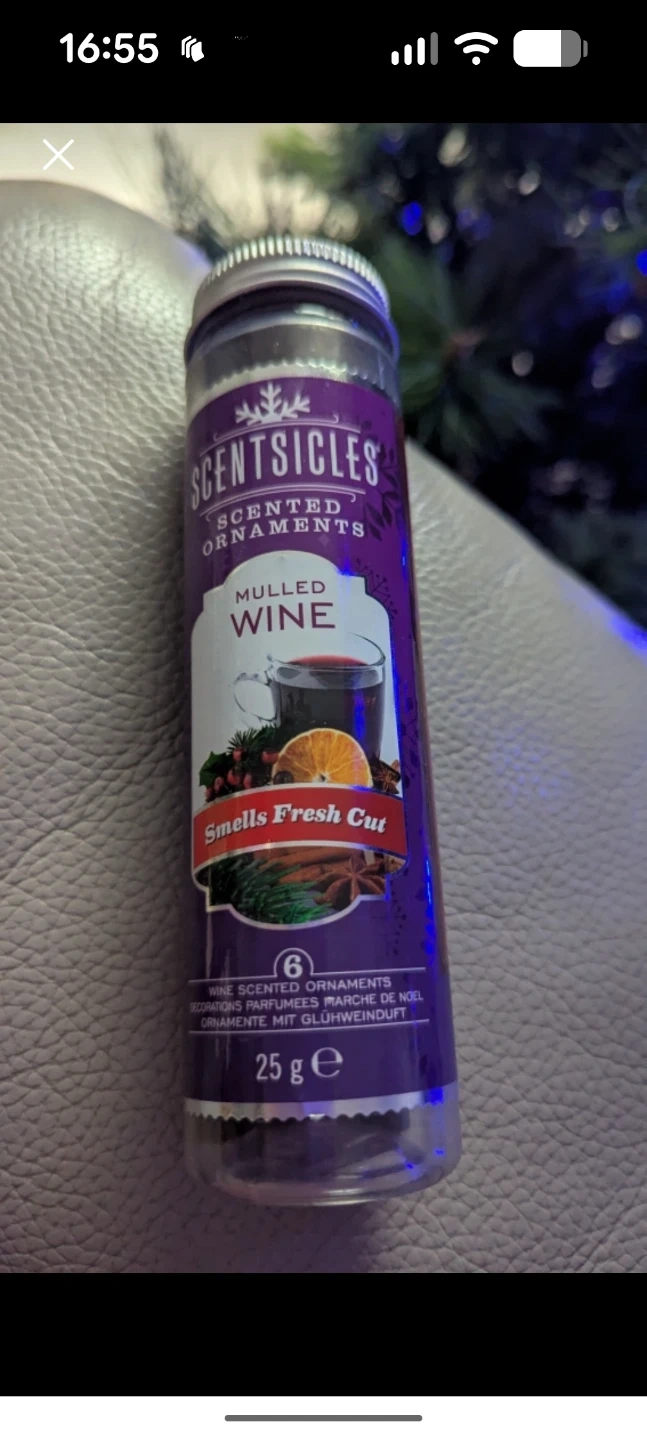 16:55
SCENTSICLES
SCENTED
ORNAMENTS
MULLED
WINE
Smells Fresh Cut
6
WINE SCENTED ORNAMENTS
DECORATIONS PARFUMEES MARCHE DE NOEL
ORNAMENTE MIT GLÜHWEINDUFT
25 g e